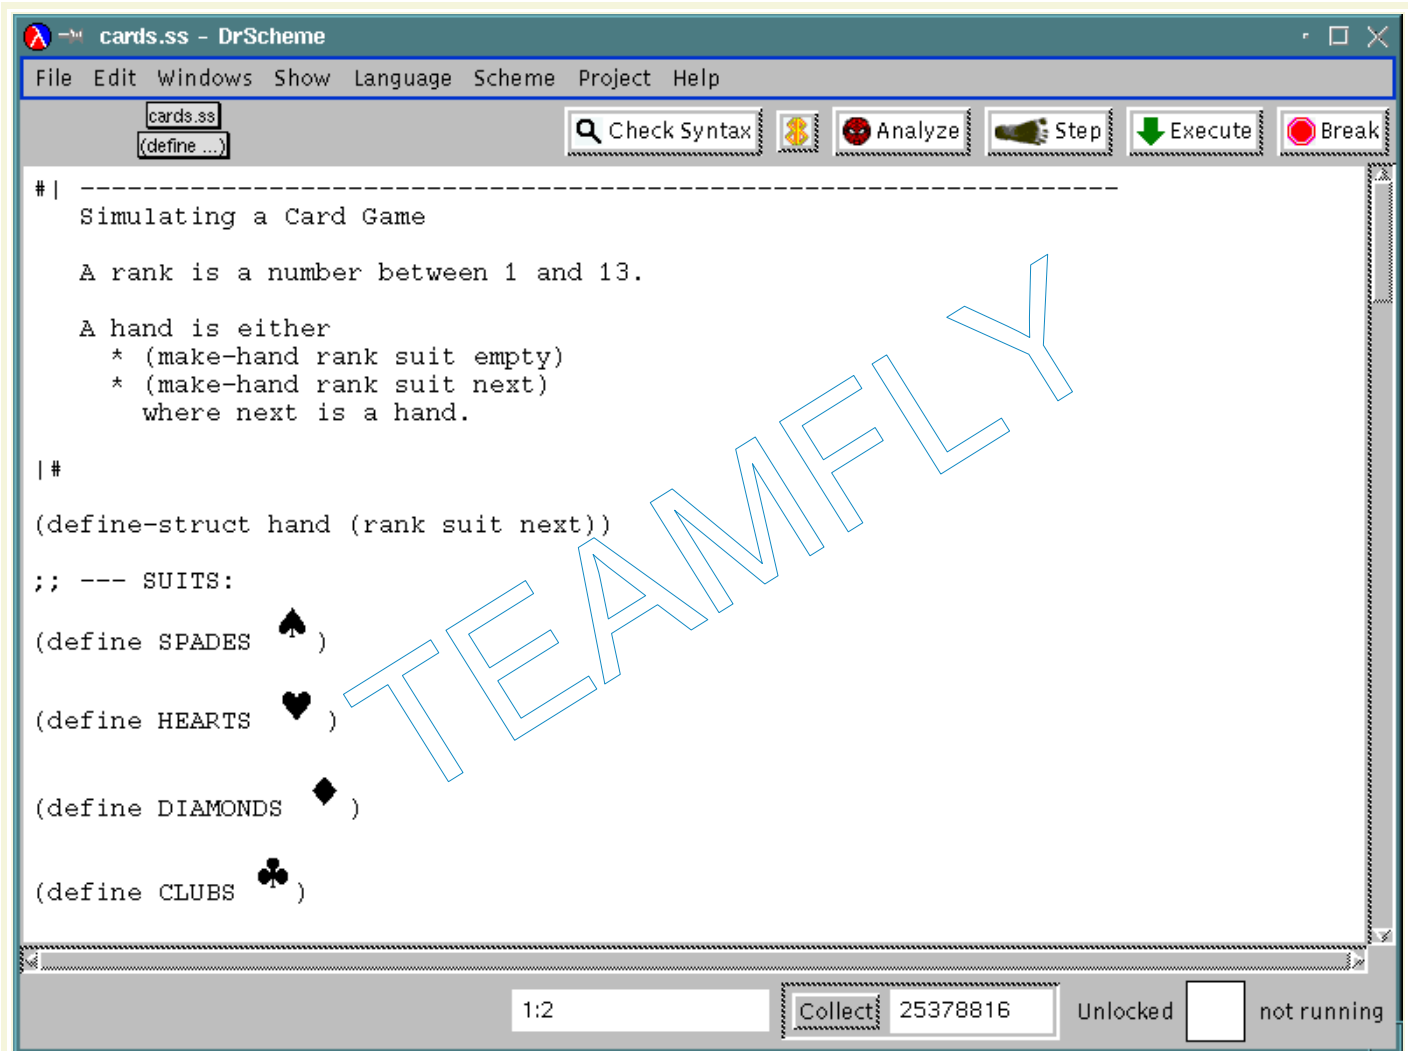 cards.ss - DrScheme
File Edit Windows Show Language Scheme Project Help
cards.ss
(define ...)
Check Syntax Analyze Step Execute Break
#| ------------------------------------------------------------------
Simulating a Card Game
A rank is a number between 1 and 13.
A hand is either
* (make-hand rank suit empty)
* (make-hand rank suit next)
where next is a hand.
|#
(define-struct hand (rank suit next))
;; --- SUITS:
(define SPADES ♠)
(define HEARTS ♥)
(define DIAMONDS ♦)
(define CLUBS ♣)
TEAMFLY
1:2 Collect 25378816 Unlocked not running